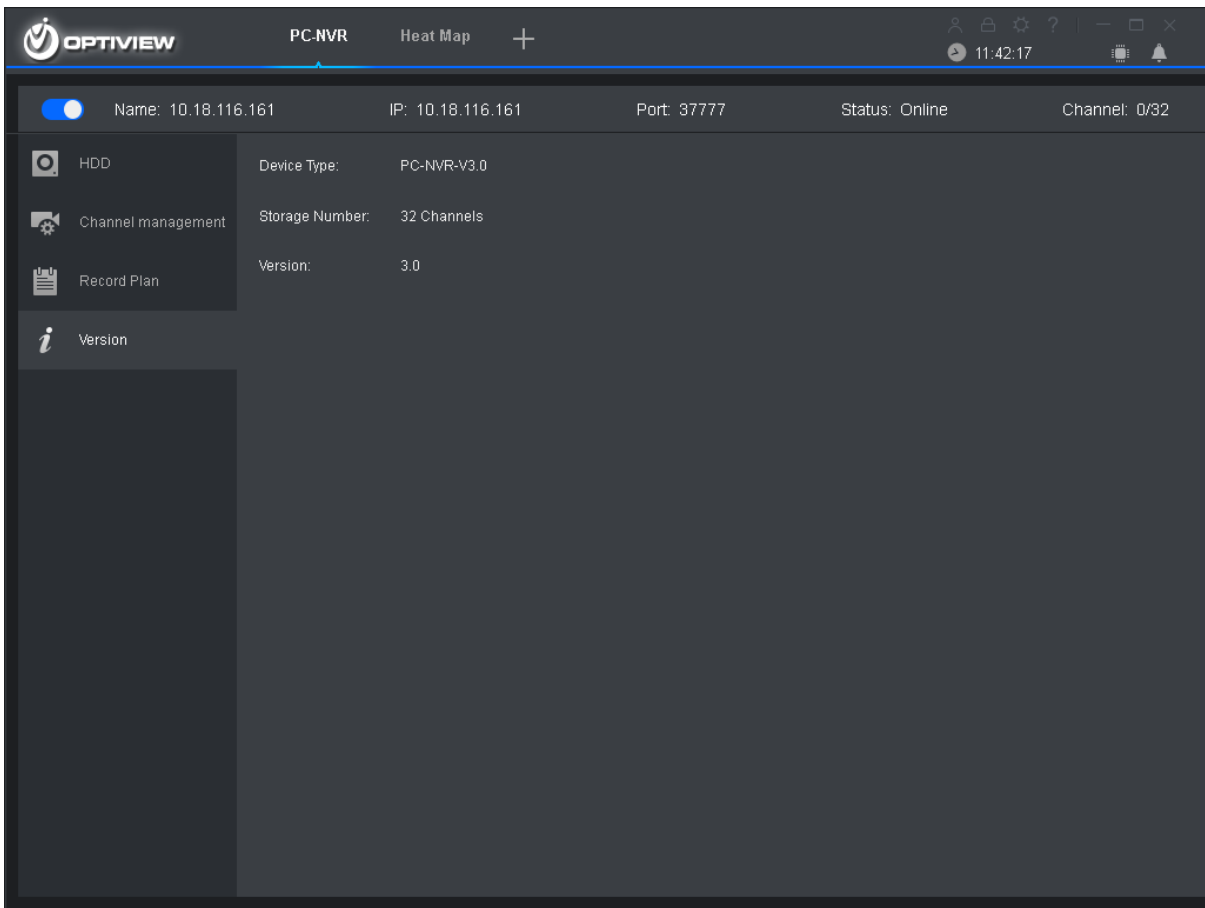 OPTIVIEW PC-NVR Heat Map
11:42:17
Name: 10.18.116.161 IP: 10.18.116.161 Port: 37777 Status: Online Channel: 0/32
HDD
Device Type: PC-NVR-V3.0
Channel management
Storage Number: 32 Channels
Record Plan
Version: 3.0
Version